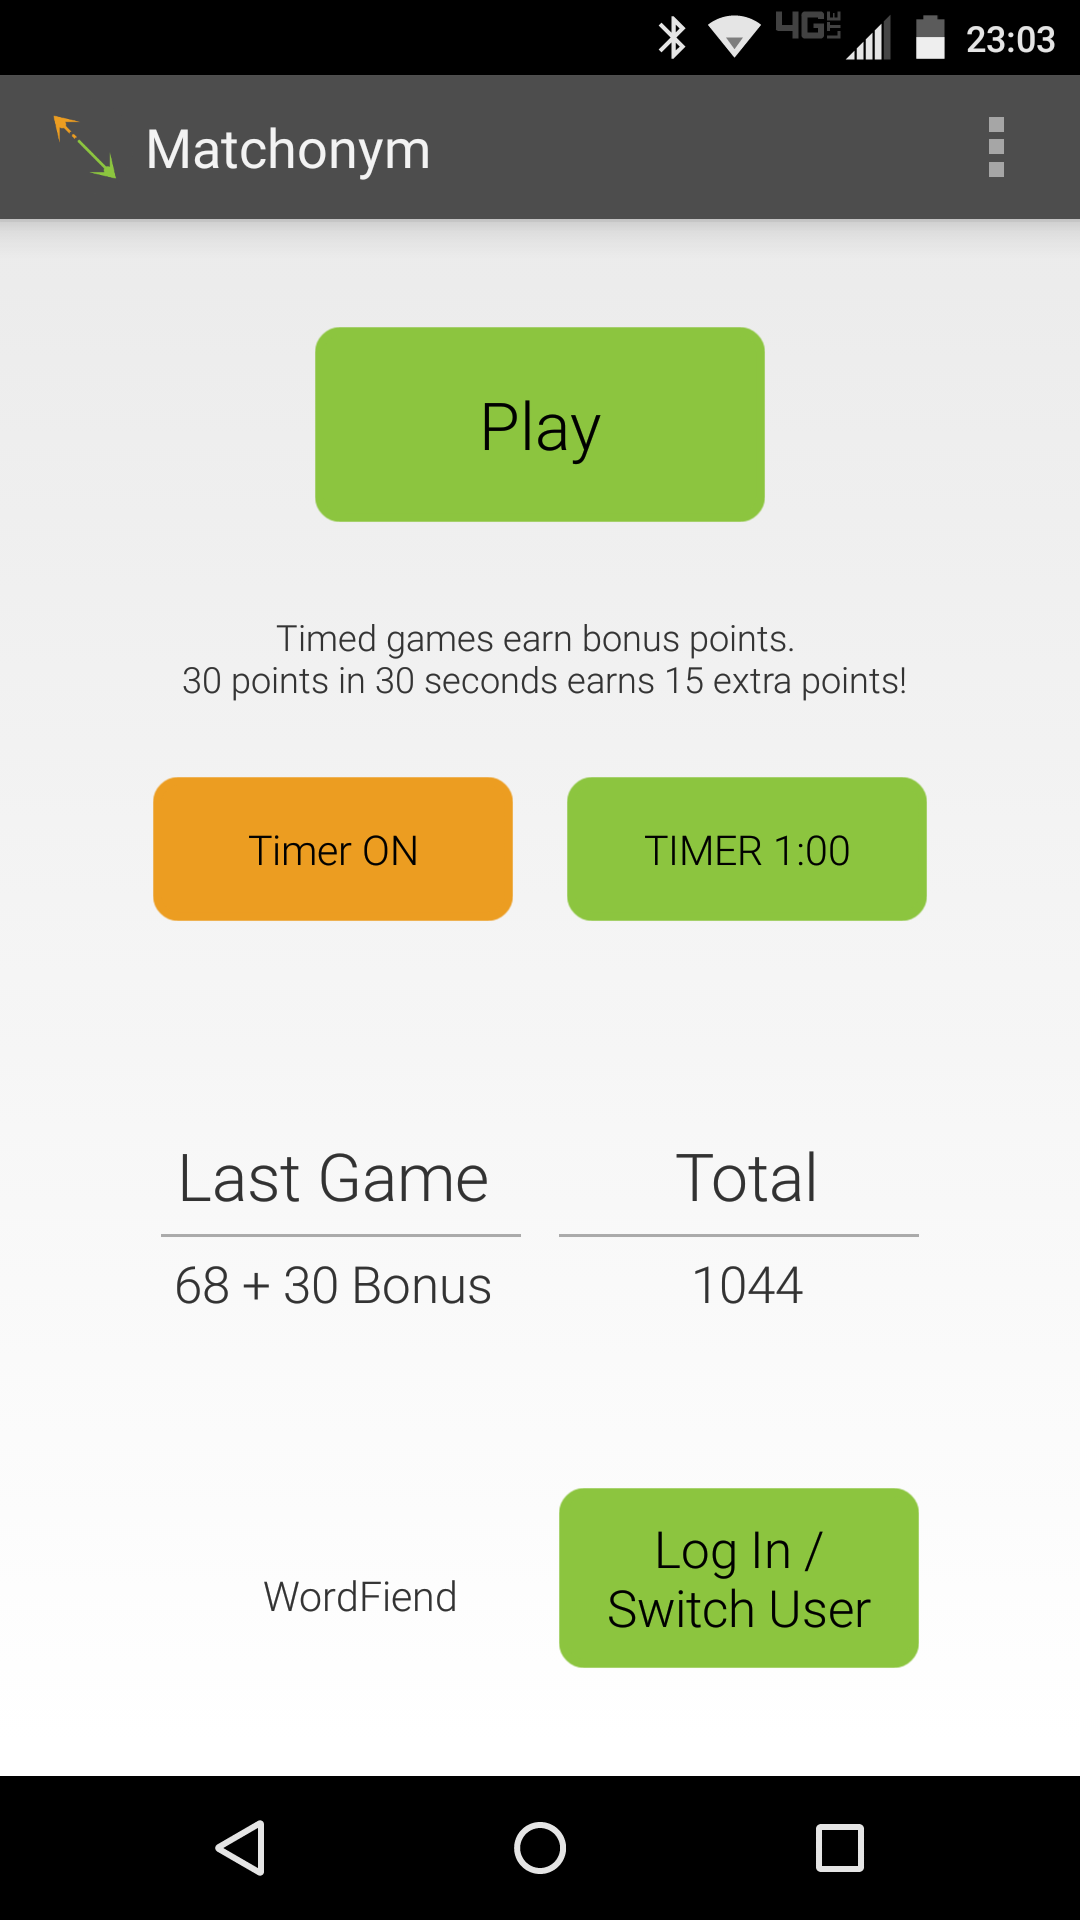 4G LTE 23:03
Matchonym
Play
Timed games earn bonus points.
30 points in 30 seconds earns 15 extra points!
Timer ON TIMER 1:00
Last Game Total
68 + 30 Bonus 1044
WordFiend
Log In /
Switch User